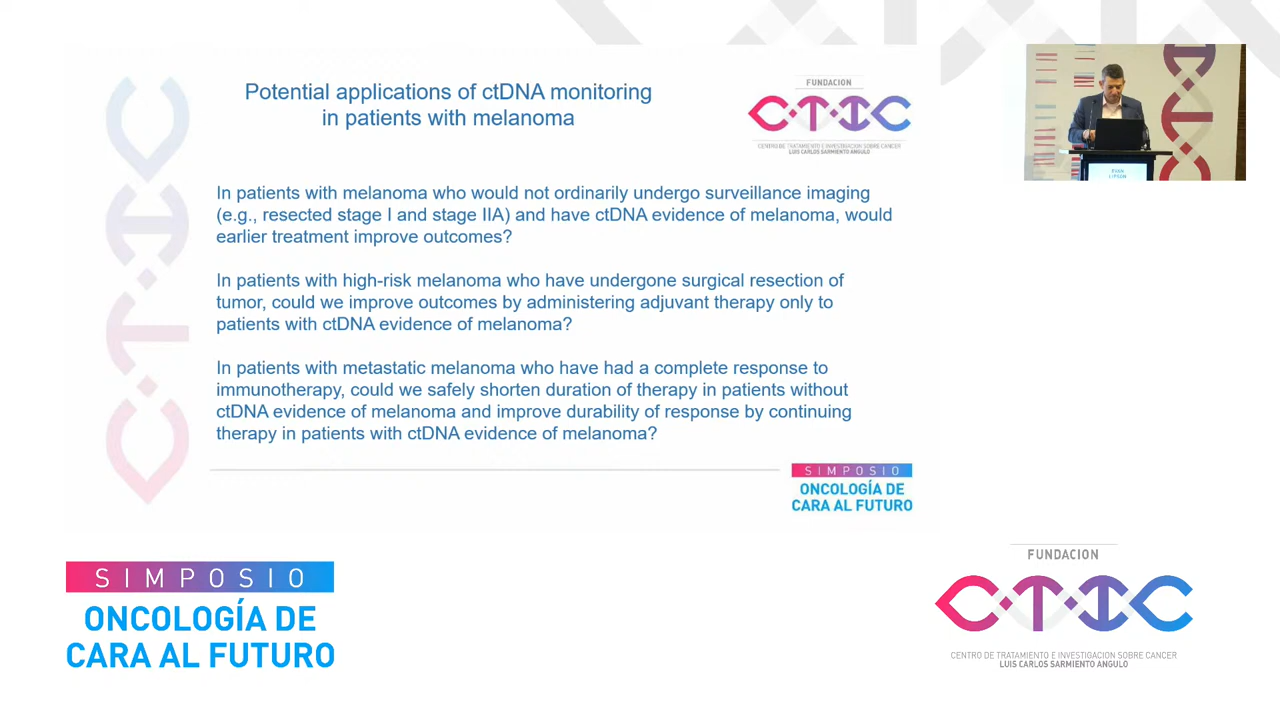 Potential applications of ctDNA monitoring
in patients with melanoma
FUNDACION
C·T·I·C
CENTRO DE TRATAMIENTO E INVESTIGACION SOBRE CANCER
LUIS CARLOS SARMIENTO ANGULO
C·T·I·C
In patients with melanoma who would not ordinarily undergo surveillance imaging
(e.g., resected stage I and stage IIA) and have ctDNA evidence of melanoma, would
earlier treatment improve outcomes?
In patients with high-risk melanoma who have undergone surgical resection of
tumor, could we improve outcomes by administering adjuvant therapy only to
patients with ctDNA evidence of melanoma?
In patients with metastatic melanoma who have had a complete response to
immunotherapy, could we safely shorten duration of therapy in patients without
ctDNA evidence of melanoma and improve durability of response by continuing
therapy in patients with ctDNA evidence of melanoma?
SIMPOSIO
ONCOLOGÍA DE
CARA AL FUTURO
EVAN
LIPSON
SIMPOSIO
ONCOLOGÍA DE
CARA AL FUTURO
FUNDACION
C·T·I·C
CENTRO DE TRATAMIENTO E INVESTIGACION SOBRE CANCER
LUIS CARLOS SARMIENTO ANGULO